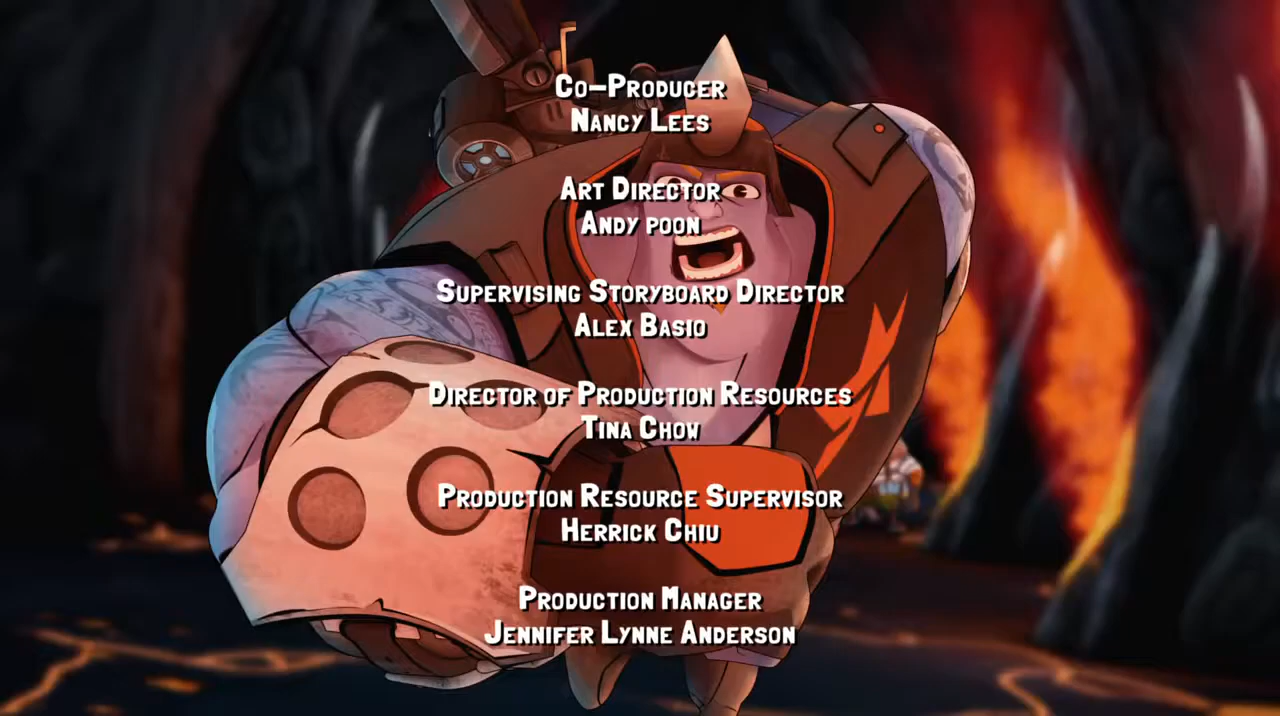 Co-Producer
Nancy Lees
Art Director
Andy poon
Supervising Storyboard Director
Alex Basio
Director of Production Resources
Tina Chow
Production Resource Supervisor
Herrick Chiu
Production Manager
Jennifer Lynne Anderson